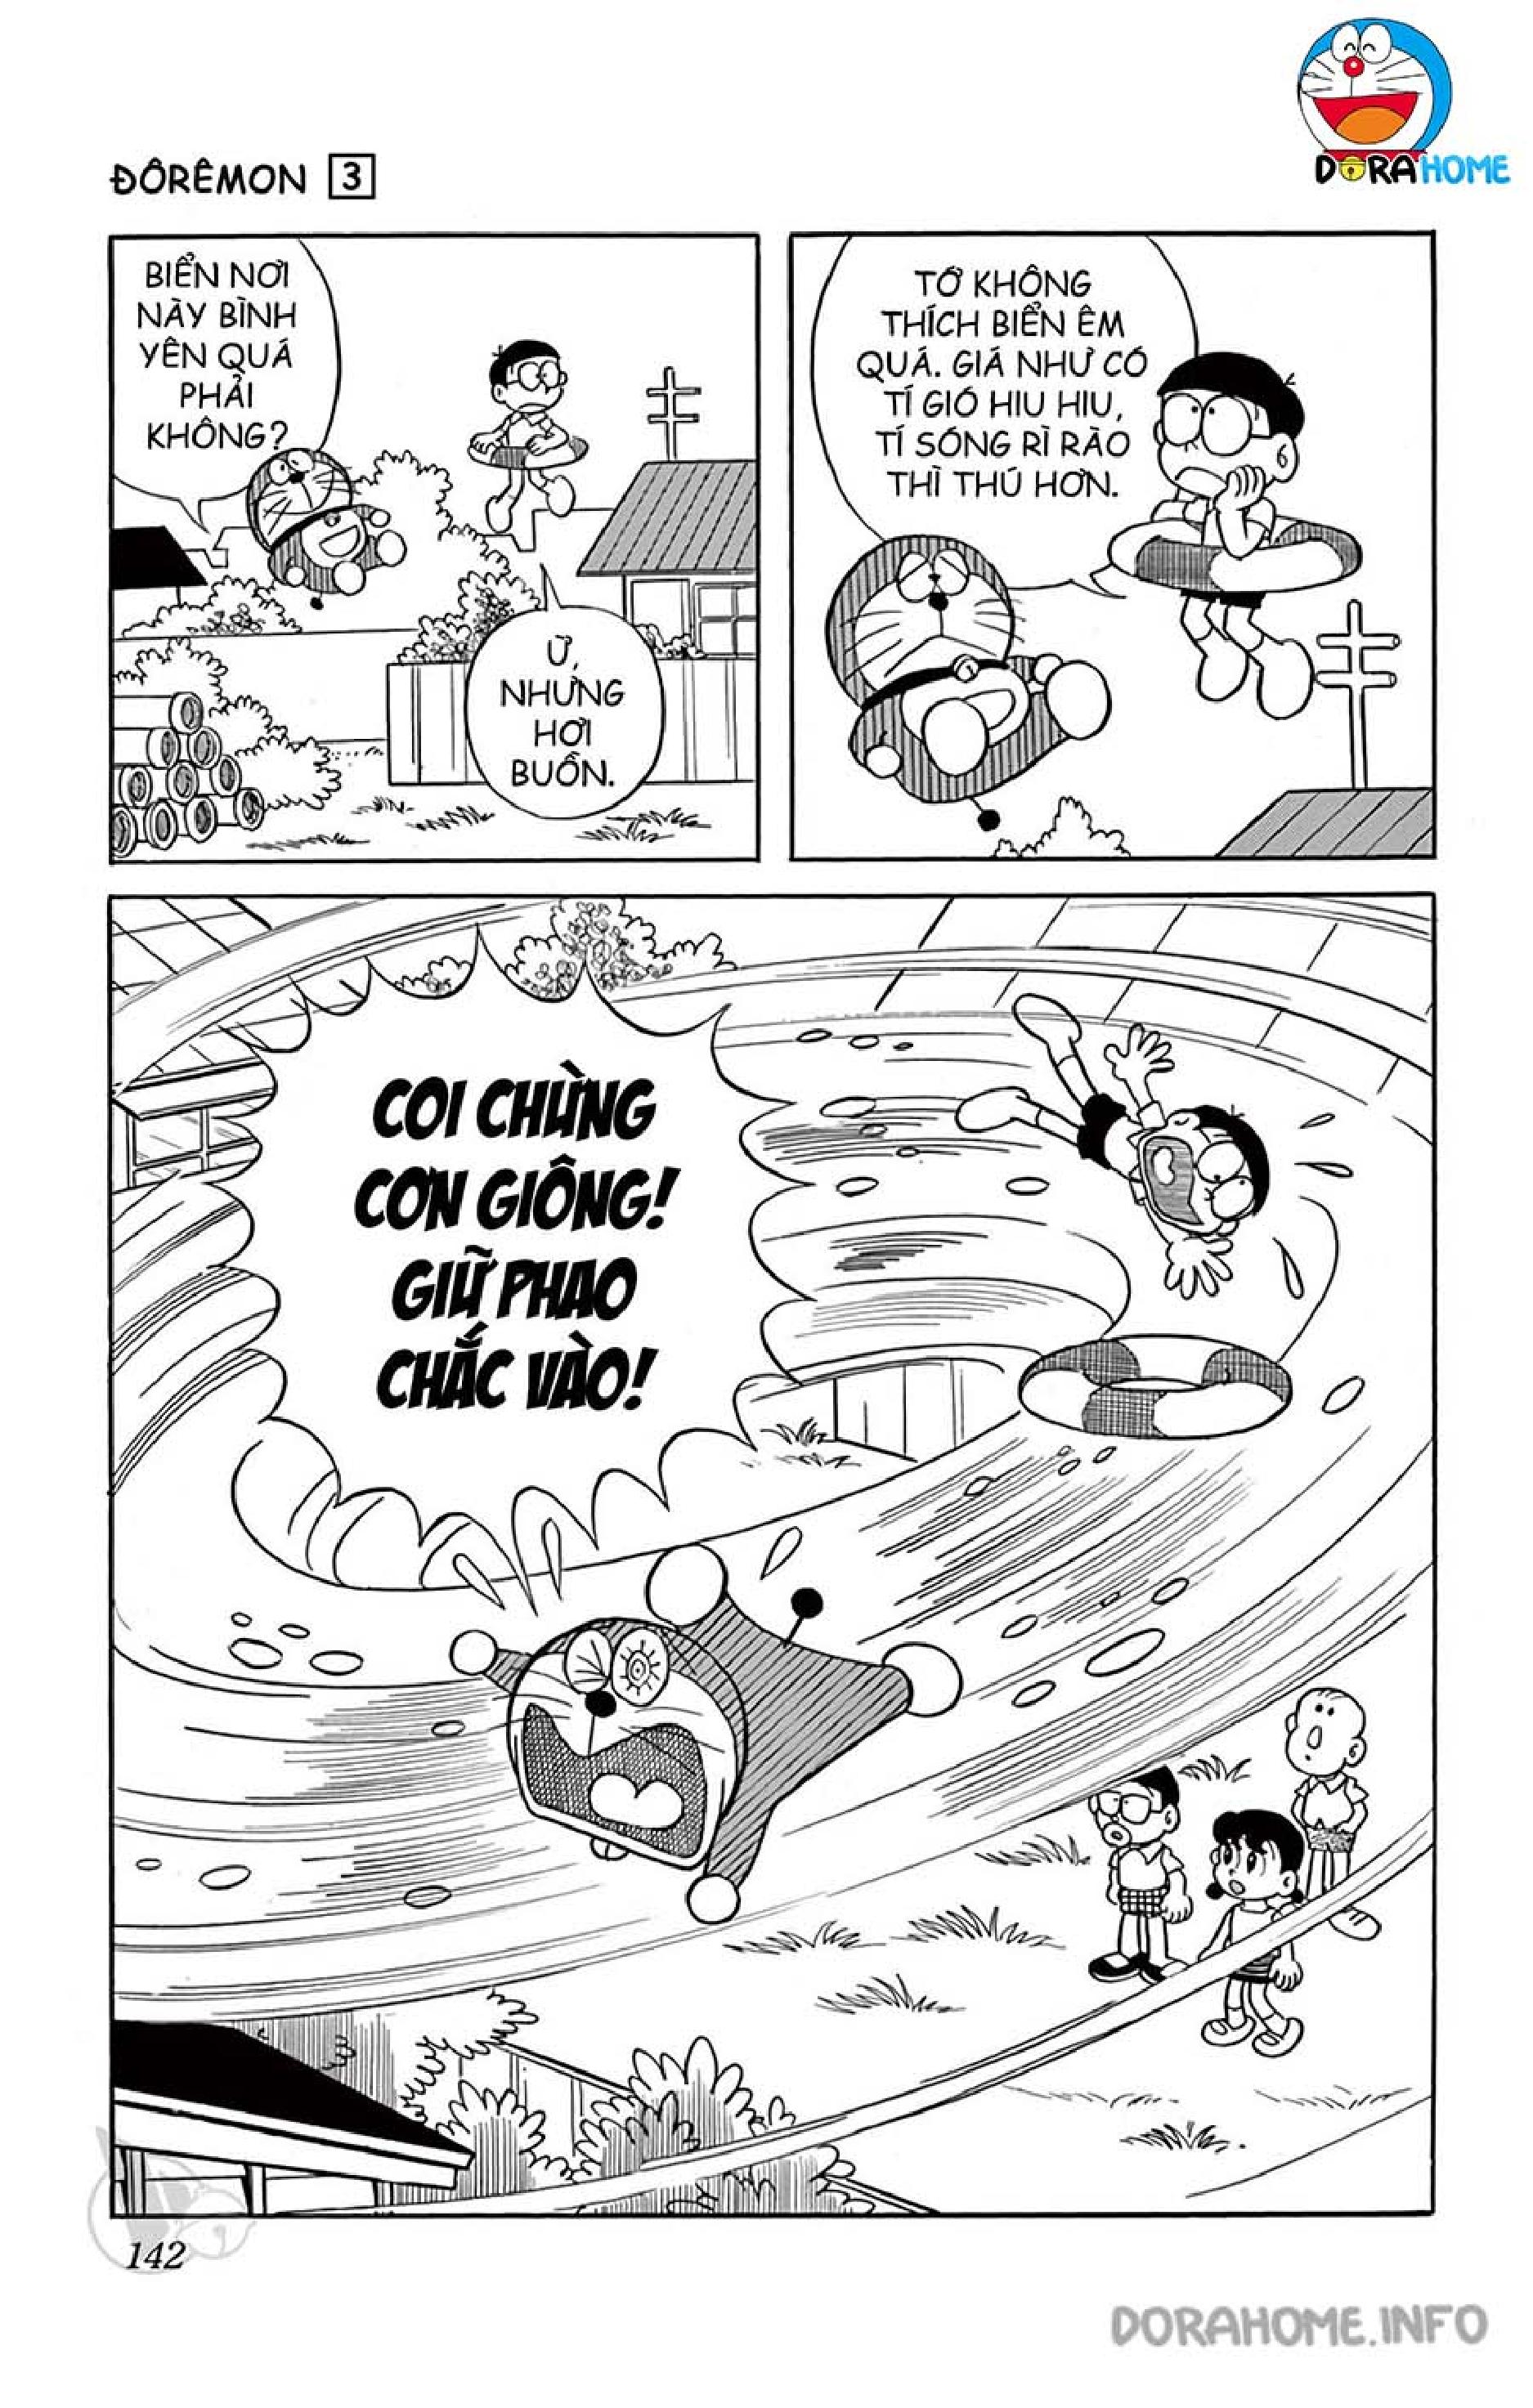 DORAHOME
ĐÔRÊMON 3
BIỂN NƠI
NÀY BÌNH
YÊN QUÁ
PHẢI
KHÔNG?
Ừ,
NHƯNG
HƠI
BUỒN.
TỚ KHÔNG
THÍCH BIỂN ÊM
QUÁ. GIÁ NHƯ CÓ
TÍ GIÓ HIU HIU,
TÍ SÓNG RÌ RÀO
THÌ THÚ HƠN.
COI CHỪNG
CƠN GIÔNG!
GIỮ PHAO
CHẮC VÀO!
142
DORAHOME.INFO